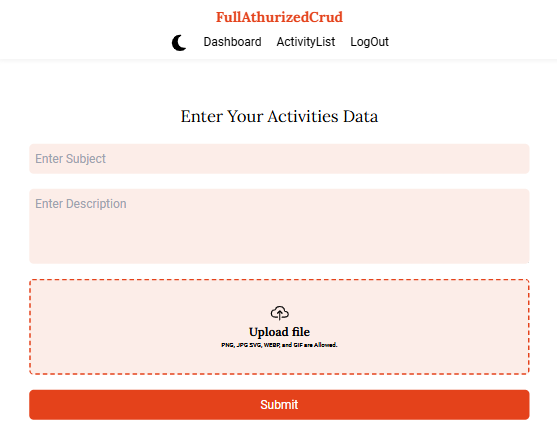 FullAthurizedCrud
Dashboard ActivityList LogOut
Enter Your Activities Data
Enter Subject
Enter Description
Upload file
PNG, JPG SVG, WEBP, and GIF are Allowed.
Submit